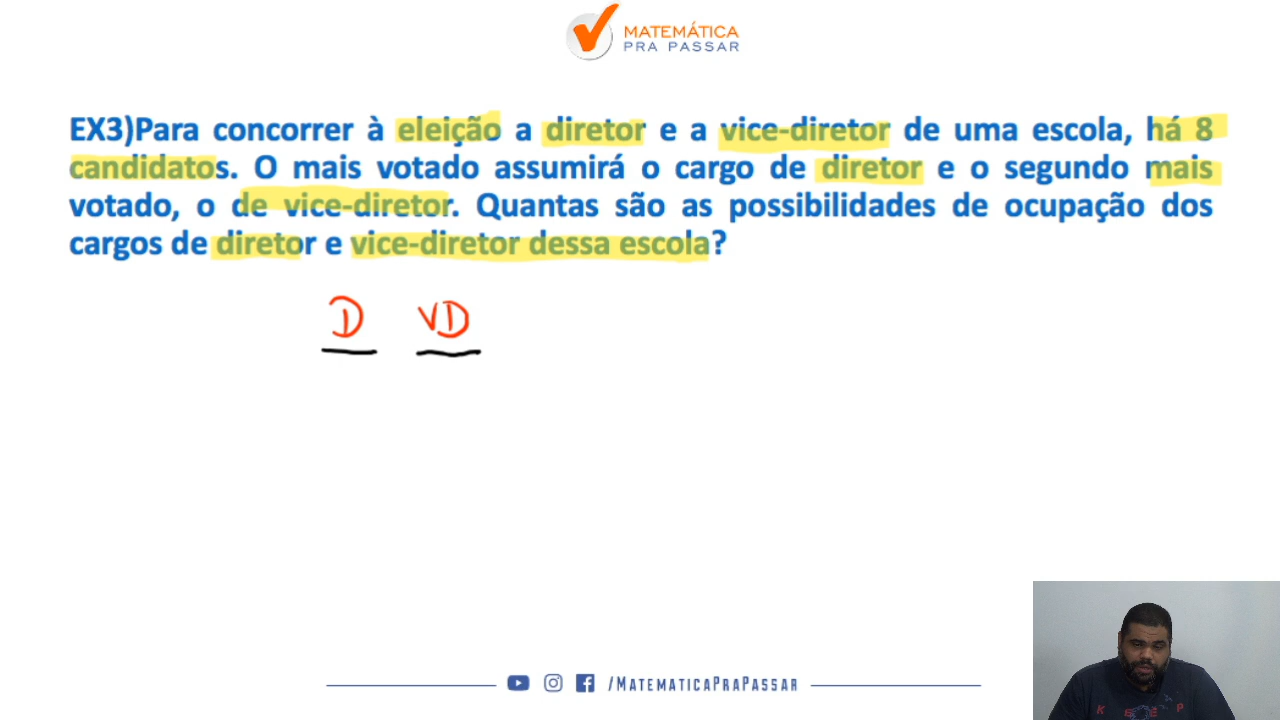 MATEMÁTICA
PRA PASSAR
EX3)Para concorrer à eleição a diretor e a vice-diretor de uma escola, há 8
candidatos. O mais votado assumirá o cargo de diretor e o segundo mais
votado, o de vice-diretor. Quantas são as possibilidades de ocupação dos
cargos de diretor e vice-diretor dessa escola?
D VD
/MATEMATICAPRAPASSAR